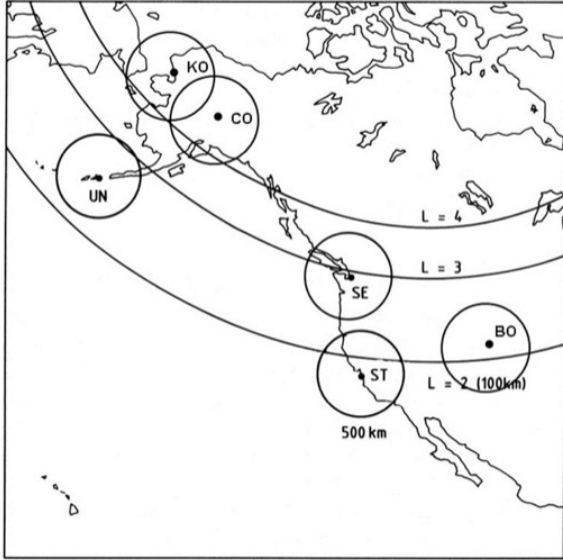 KO
CO
UN
L = 4
L = 3
SE
BO
ST
L = 2 (100km)
500 km